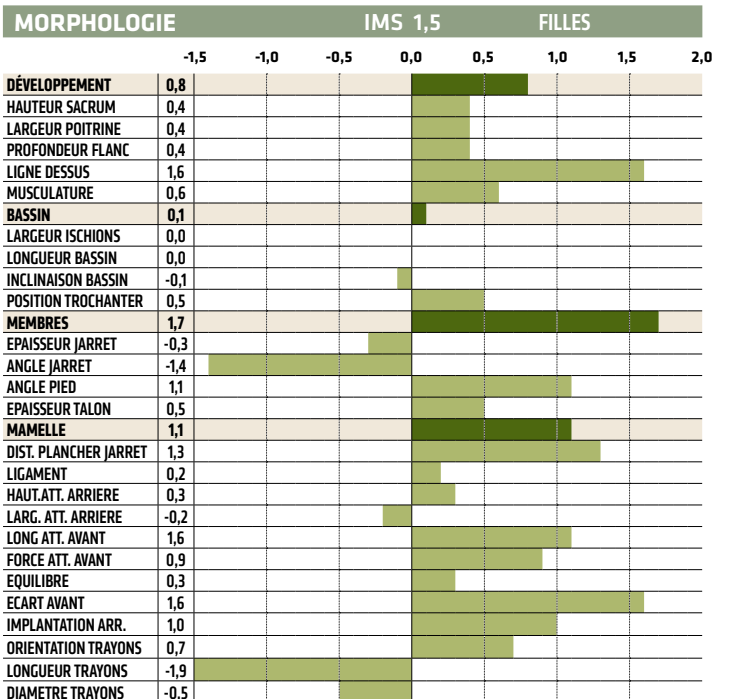 MORPHOLOGIE IMS 1,5 FILLES
-1,5 -1,0 -0,5 0,0 0,5 1,0 1,5 2,0
DÉVELOPPEMENT 0,8
HAUTEUR SACRUM 0,4
LARGEUR POITRINE 0,4
PROFONDEUR FLANC 0,4
LIGNE DESSUS 1,6
MUSCULATURE 0,6
BASSIN 0,1
LARGEUR ISCHIONS 0,0
LONGUEUR BASSIN 0,0
INCLINAISON BASSIN -0,1
POSITION TROCHANTER 0,5
MEMBRES 1,7
EPAISSEUR JARRET -0,3
ANGLE JARRET -1,4
ANGLE PIED 1,1
EPAISSEUR TALON 0,5
MAMELLE 1,1
DIST. PLANCHER JARRET 1,3
LIGAMENT 0,2
HAUT.ATT. ARRIERE 0,3
LARG. ATT. ARRIERE -0,2
LONG ATT. AVANT 1,6
FORCE ATT. AVANT 0,9
EQUILIBRE 0,3
ECART AVANT 1,6
IMPLANTATION ARR. 1,0
ORIENTATION TRAYONS 0,7
LONGUEUR TRAYONS -1,9
DIAMETRE TRAYONS -0,5